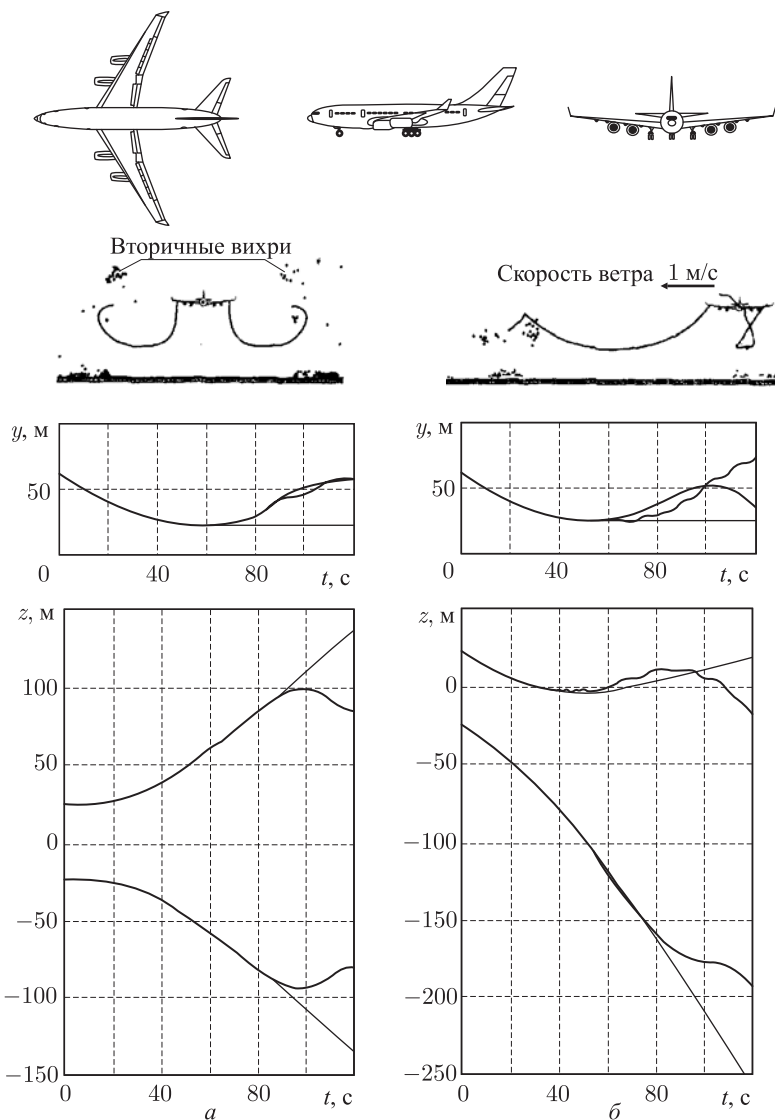 Вторичные вихри
Скорость ветра 1 м/с
y, м
50
0 40 80 t, с
y, м
50
0 40 80 t, с
z, м
100
50
0
−50
−100
−150
0 40 80 t, с
а
z, м
0
−50
−100
−150
−200
−250
0 40 80 t, с
б